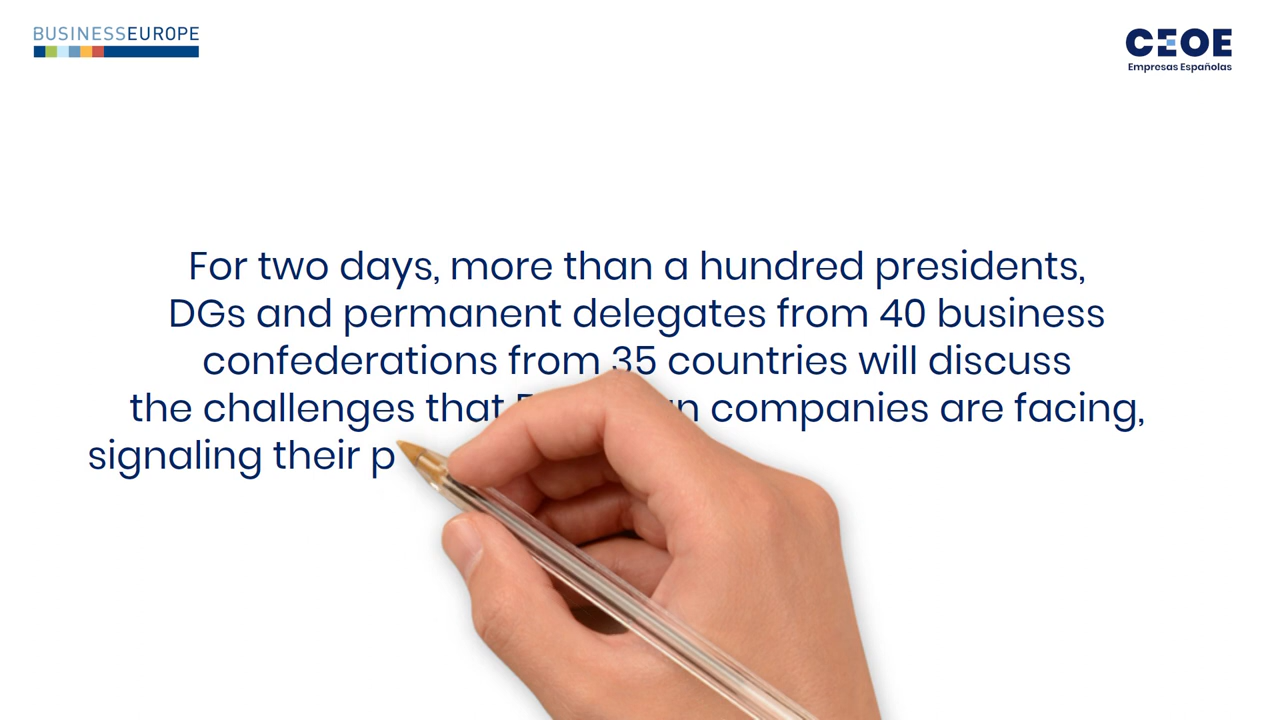 BUSINESSEUROPE
CEOE
Empresas Españolas
For two days, more than a hundred presidents,
DGs and permanent delegates from 40 business
confederations from 35 countries will discuss
the challenges that companies are facing,
signaling their p